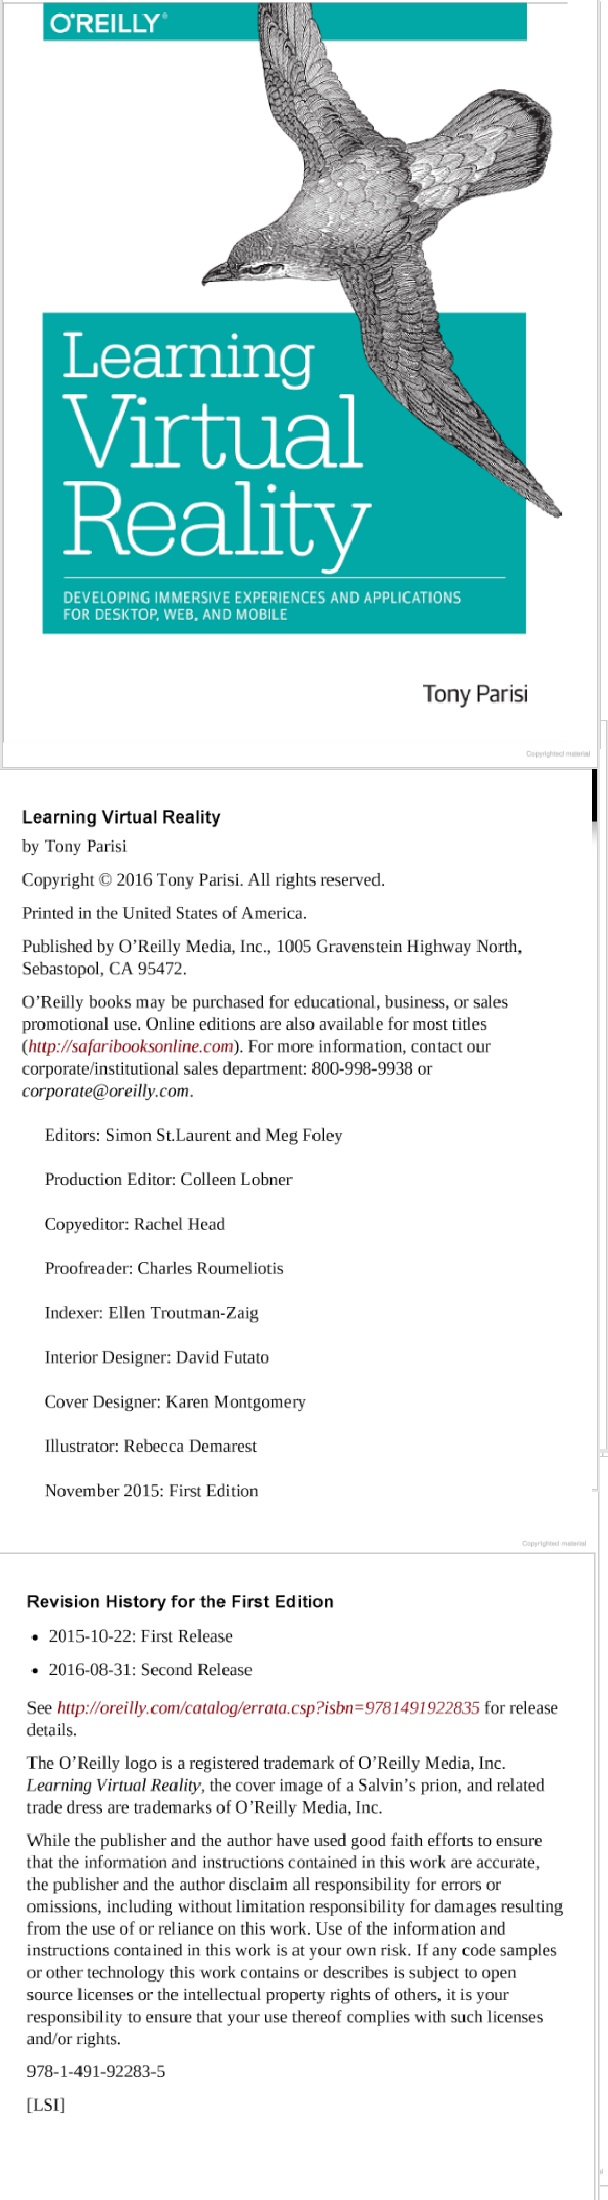 O'REILLY®
Learning
Virtual
Reality
DEVELOPING IMMERSIVE EXPERIENCES AND APPLICATIONS
FOR DESKTOP, WEB, AND MOBILE
Tony Parisi
Copyrighted material
Learning Virtual Reality
by Tony Parisi
Copyright © 2016 Tony Parisi. All rights reserved.
Printed in the United States of America.
Published by O’Reilly Media, Inc., 1005 Gravenstein Highway North,
Sebastopol, CA 95472.
O’Reilly books may be purchased for educational, business, or sales
promotional use. Online editions are also available for most titles
(http://safaribooksonline.com). For more information, contact our
corporate/institutional sales department: 800-998-9938 or
corporate@oreilly.com.
Editors: Simon St.Laurent and Meg Foley
Production Editor: Colleen Lobner
Copyeditor: Rachel Head
Proofreader: Charles Roumeliotis
Indexer: Ellen Troutman-Zaig
Interior Designer: David Futato
Cover Designer: Karen Montgomery
Illustrator: Rebecca Demarest
November 2015: First Edition
Copyrighted material
Revision History for the First Edition
• 2015-10-22: First Release
• 2016-08-31: Second Release
See http://oreilly.com/catalog/errata.csp?isbn=9781491922835 for release
details.
The O’Reilly logo is a registered trademark of O’Reilly Media, Inc.
Learning Virtual Reality, the cover image of a Salvin’s prion, and related
trade dress are trademarks of O’Reilly Media, Inc.
While the publisher and the author have used good faith efforts to ensure
that the information and instructions contained in this work are accurate,
the publisher and the author disclaim all responsibility for errors or
omissions, including without limitation responsibility for damages resulting
from the use of or reliance on this work. Use of the information and
instructions contained in this work is at your own risk. If any code samples
or other technology this work contains or describes is subject to open
source licenses or the intellectual property rights of others, it is your
responsibility to ensure that your use thereof complies with such licenses
and/or rights.
978-1-491-92283-5
[LSI]